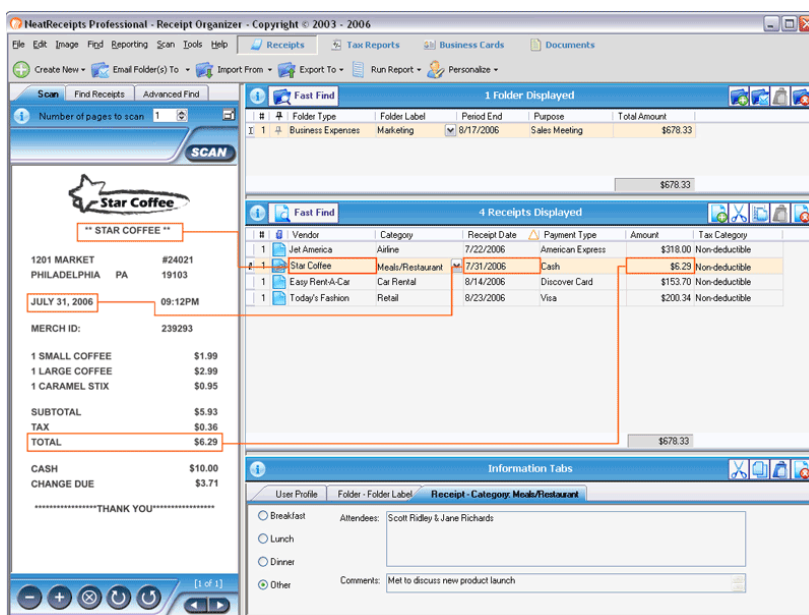 NeatReceipts Professional - Receipt Organizer - Copyright © 2003 - 2006
File Edit Image Find Reporting Scan Tools Help Receipts Tax Reports Business Cards Documents
Create New Email Folder(s) To Import From Export To Run Report Personalize
Scan Find Receipts Advanced Find
Number of pages to scan 1
SCAN
Star Coffee
** STAR COFFEE **
1201 MARKET #24021
PHILADELPHIA PA 19103
JULY 31, 2006 09:12PM
MERCH ID: 239293
1 SMALL COFFEE $1.99
1 LARGE COFFEE $2.99
1 CARAMEL STIX $0.95
SUBTOTAL $5.93
TAX $0.36
TOTAL $6.29
CASH $10.00
CHANGE DUE $3.71
*****************THANK YOU*****************
[1 of 1]
Fast Find 1 Folder Displayed
# Folder Type Folder Label Period End Purpose Total Amount
1 Business Expenses Marketing 8/17/2006 Sales Meeting $678.33
$678.33
Fast Find 4 Receipts Displayed
# Vendor Category Receipt Date Payment Type Amount Tax Category
1 Jet America Airline 7/22/2006 American Express $318.00 Non-deductible
1 Star Coffee Meals/Restaurant 7/31/2006 Cash $6.29 Non-deductible
1 Easy Rent-A-Car Car Rental 8/14/2006 Discover Card $153.70 Non-deductible
1 Today's Fashion Retail 8/23/2006 Visa $200.34 Non-deductible
$678.33
Information Tabs
User Profile Folder - Folder Label Receipt - Category: Meals/Restaurant
Breakfast Attendees: Scott Ridley & Jane Richards
Lunch
Dinner
Other Comments: Met to discuss new product launch